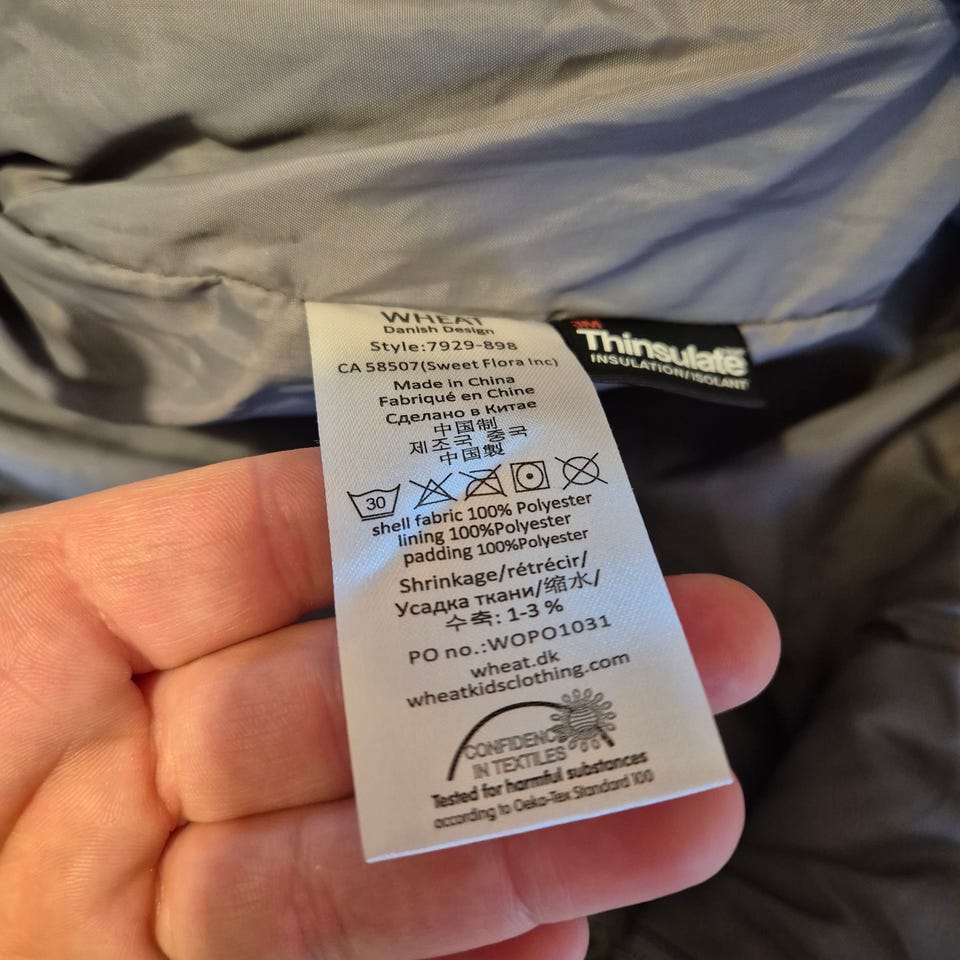 WHEAT
Danish Design
Style:7929-898
CA 58507(Sweet Flora Inc)
Made in China
Fabriqué en Chine
Сделано в Китае
中国制
제조국 중국
中国製
30
shell fabric 100% Polyester
lining 100%Polyester
padding 100%Polyester
Shrinkage/rétrécir/
Усадка ткани/缩水/
수축: 1-3 %
PO no.:WOPO1031
wheat.dk
wheatkidsclothing.com
CONFIDENCE
IN TEXTILES
Tested for harmful substances
according to Oeko-Tex Standard 100
3M
Thinsulate
INSULATION/ISOLANT